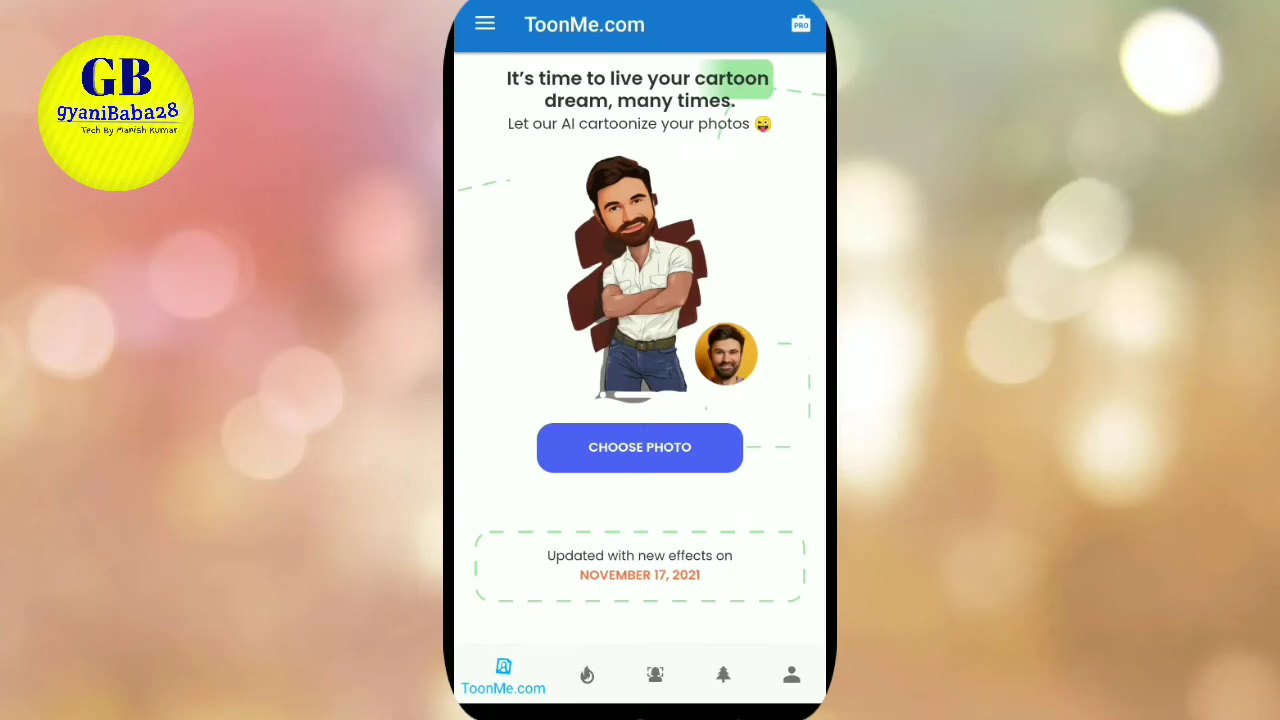 GB
gyaniBaba28
Tech By Manish Kumar
ToonMe.com
PRO
It’s time to live your cartoon
dream, many times.
Let our AI cartoonize your photos 😜
CHOOSE PHOTO
Updated with new effects on
NOVEMBER 17, 2021
ToonMe.com